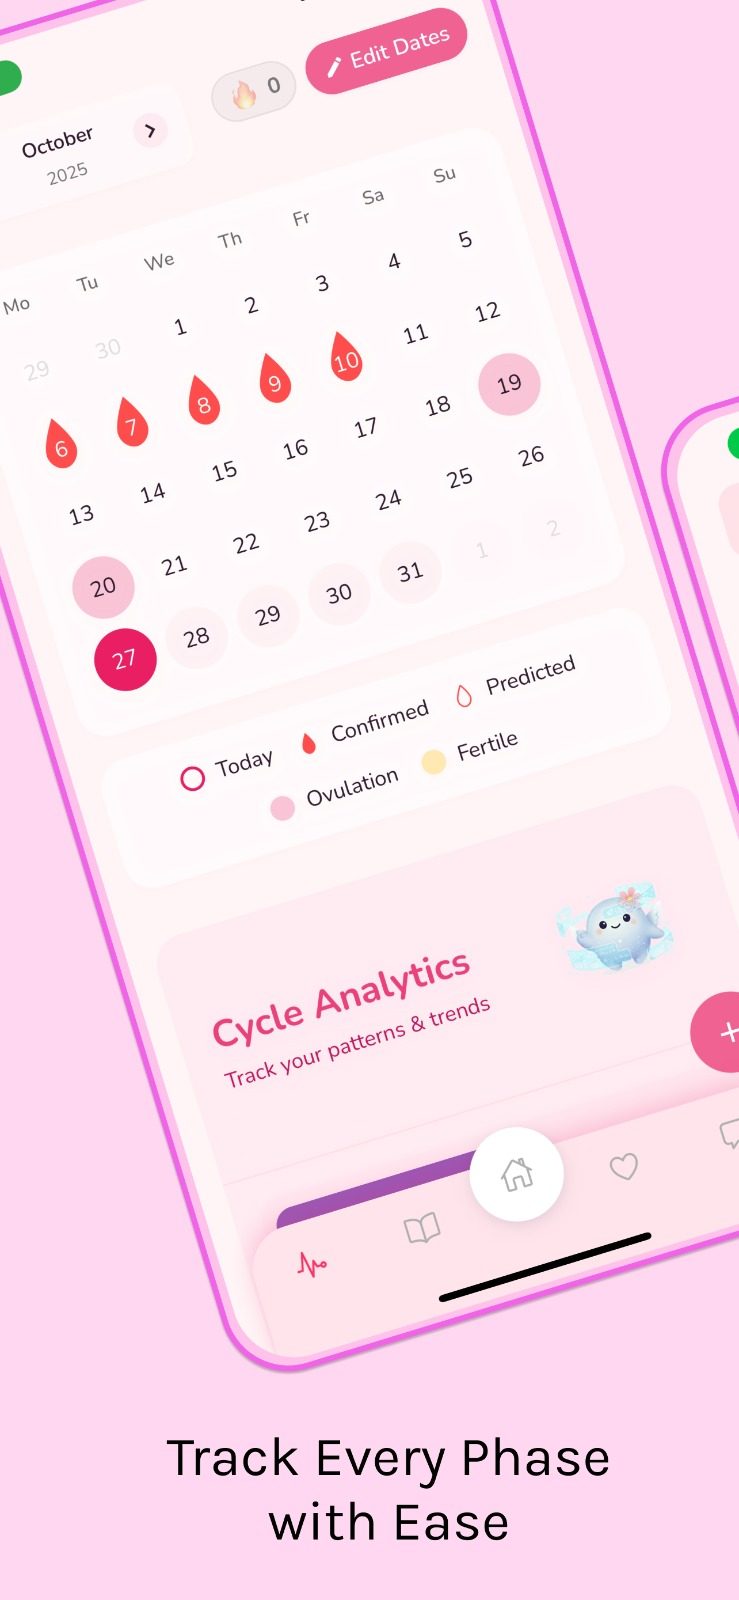 Edit Dates
0
October
2025
Mo Tu We Th Fr Sa Su
29 30 1 2 3 4 5
6 7 8 9 10 11 12
13 14 15 16 17 18 19
20 21 22 23 24 25 26
27 28 29 30 31 1 2
Today Confirmed Predicted
Ovulation Fertile
Cycle Analytics
Track your patterns & trends
Track Every Phase
with Ease